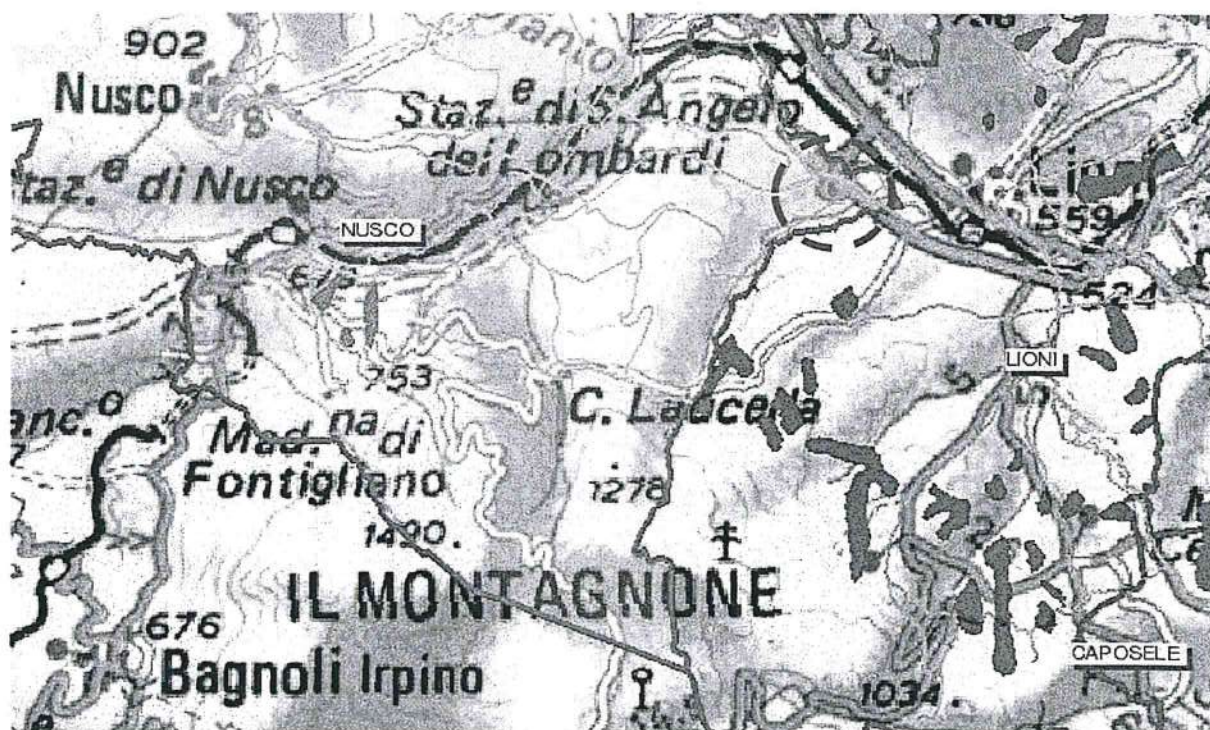 902
Nusco
Staz.e di S. Angelo
dei Lombardi
taz.e di Nusco
NUSCO
Lioni
559
524
LIONI
753
C. Laucella
Mad.na di
Fontigliano
1278
1490.
IL MONTAGNONE
676
Bagnoli Irpino
CAPOSELE
1034.